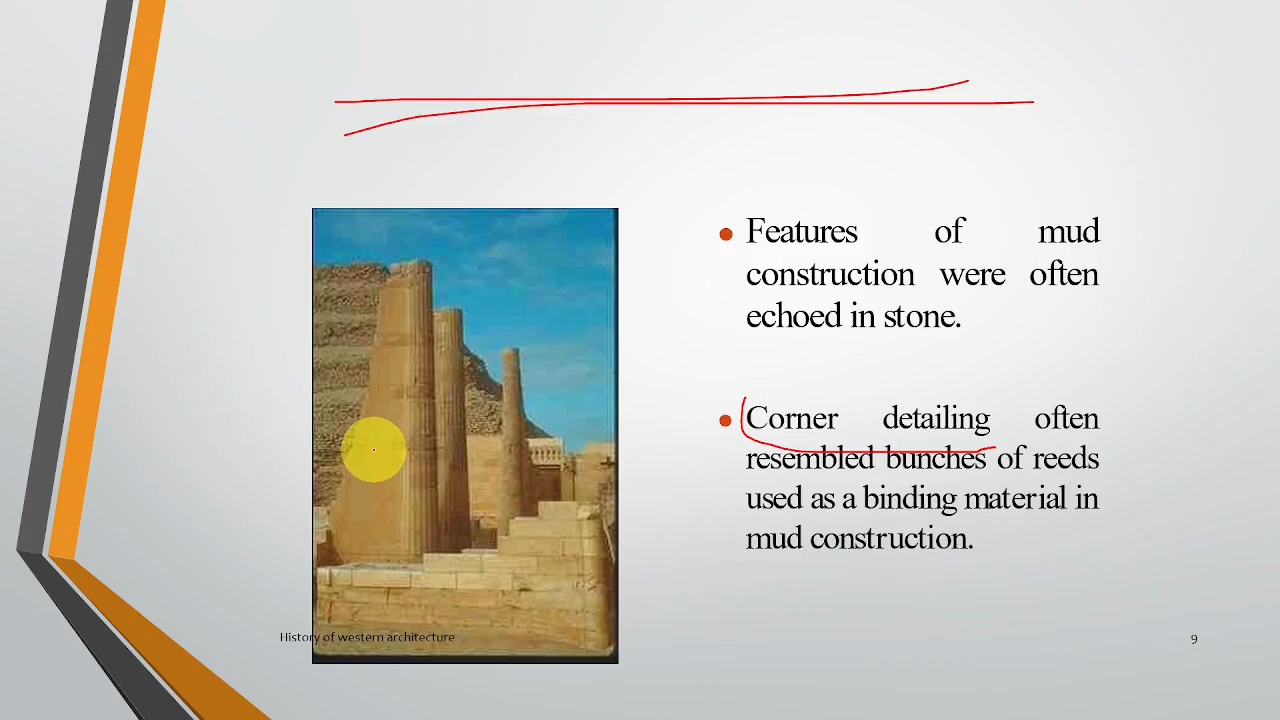 Features of mud
construction were often
echoed in stone.
Corner detailing often
resembled bunches of reeds
used as a binding material in
mud construction.
History of western architecture
9